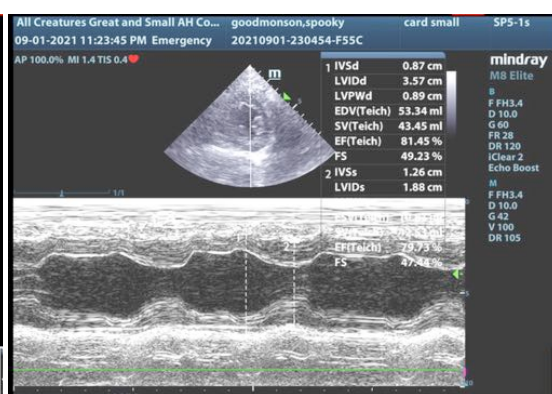 All Creatures Great and Small AH Co... goodmonson,spooky card small SP5-1s
09-01-2021 11:23:45 PM Emergency 20210901-230454-F55C
AP 100.0% MI 1.4 TIS 0.4
mindray
M8 Elite
m
1 IVSd 0.87 cm
LVIDd 3.57 cm
LVPWd 0.89 cm
EDV(Teich) 53.34 ml
SV(Teich) 43.45 ml
EF(Teich) 81.45 %
FS 49.23 %
2 IVSs 1.26 cm
LVIDs 1.88 cm
EF(Teich) 79.73 %
FS 47.44 %
B
F FH3.4
D 10.0
G 60
FR 28
DR 120
iClear 2
Echo Boost
M
F FH3.4
D 10.0
G 42
V 100
DR 105
1/1
2